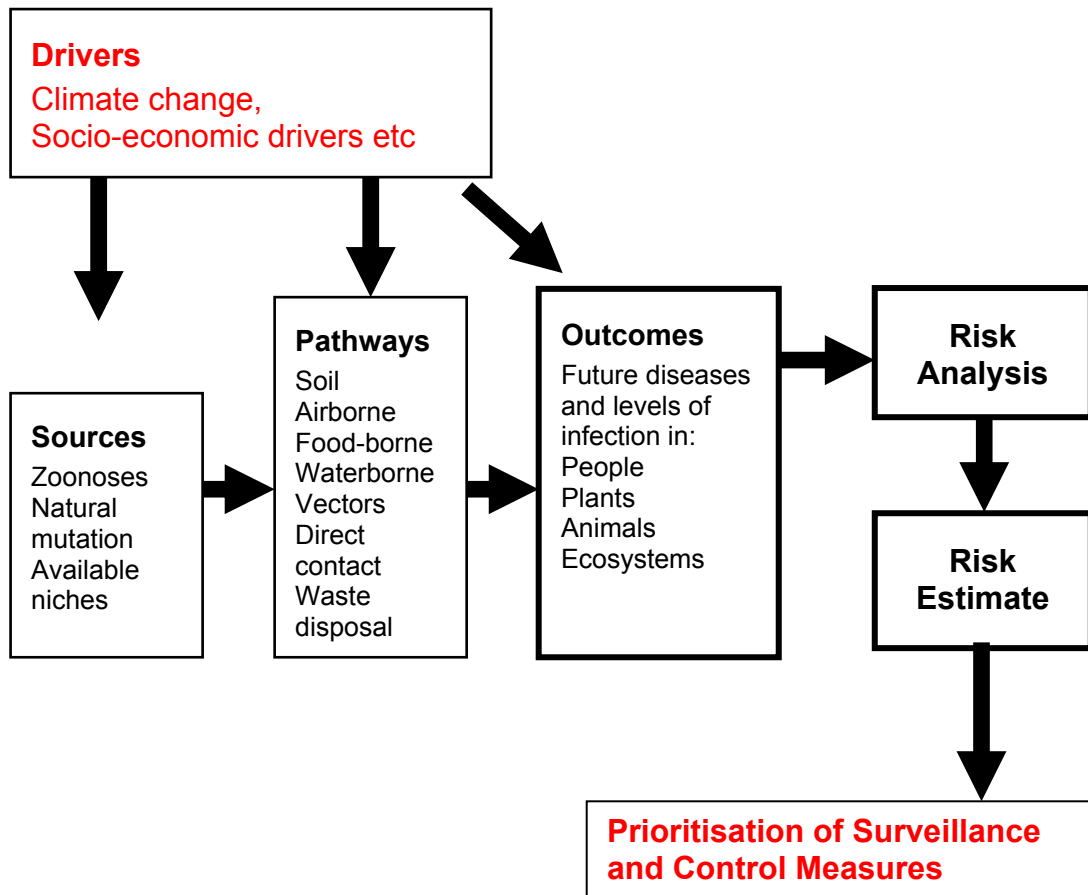 Drivers
Climate change,
Socio-economic drivers etc
Sources
Zoonoses
Natural
mutation
Available
niches
Pathways
Soil
Airborne
Food-borne
Waterborne
Vectors
Direct
contact
Waste
disposal
Outcomes
Future diseases
and levels of
infection in:
People
Plants
Animals
Ecosystems
Risk
Analysis
Risk
Estimate
Prioritisation of Surveillance
and Control Measures